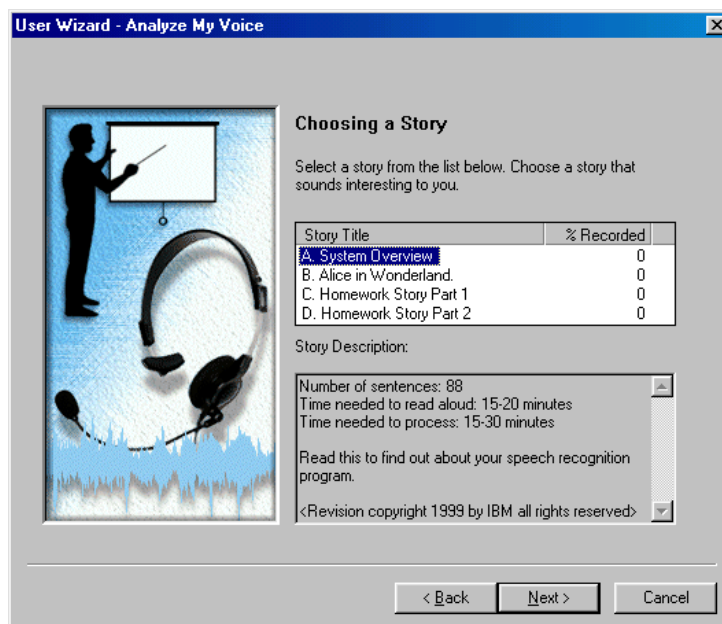 User Wizard - Analyze My Voice
Choosing a Story
Select a story from the list below. Choose a story that
sounds interesting to you.
Story Title % Recorded
A. System Overview 0
B. Alice in Wonderland. 0
C. Homework Story Part 1 0
D. Homework Story Part 2 0
Story Description:
Number of sentences: 88
Time needed to read aloud: 15-20 minutes
Time needed to process: 15-30 minutes
Read this to find out about your speech recognition
program.
<Revision copyright 1999 by IBM all rights reserved>
< Back Next > Cancel